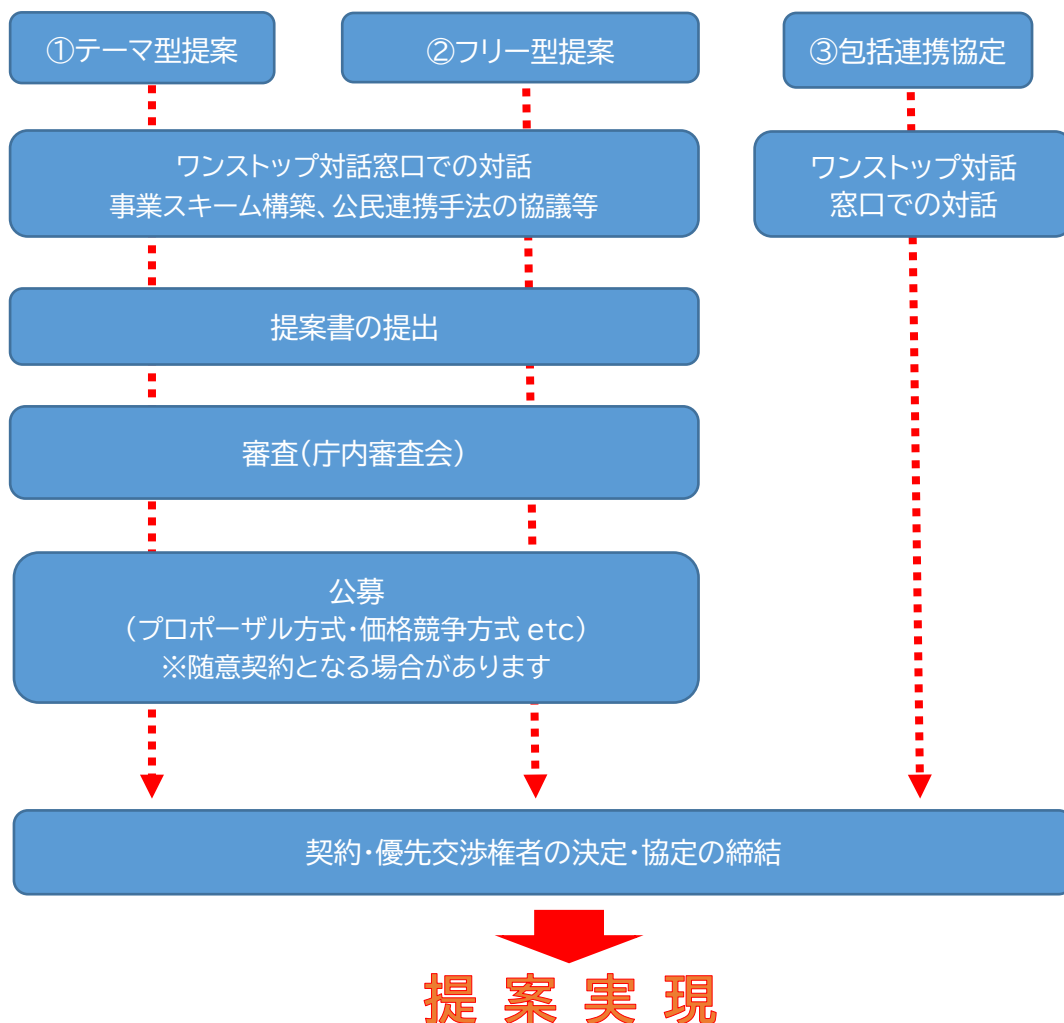 ①テーマ型提案
②フリー型提案
③包括連携協定
ワンストップ対話窓口での対話
事業スキーム構築、公民連携手法の協議等
ワンストップ対話
窓口での対話
提案書の提出
審査(庁内審査会)
公募
(プロポーザル方式・価格競争方式 etc)
※随意契約となる場合があります
契約・優先交渉権者の決定・協定の締結
提案実現